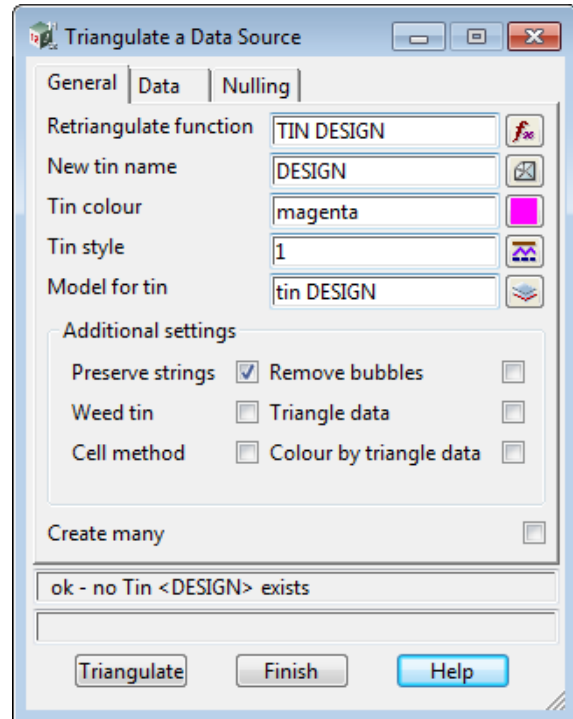 Triangulate a Data Source
General Data Nulling
Retriangulate function TIN DESIGN
New tin name DESIGN
Tin colour magenta
Tin style 1
Model for tin tin DESIGN
Additional settings
Preserve strings Remove bubbles
Weed tin Triangle data
Cell method Colour by triangle data
Create many
ok - no Tin <DESIGN> exists
Triangulate Finish Help